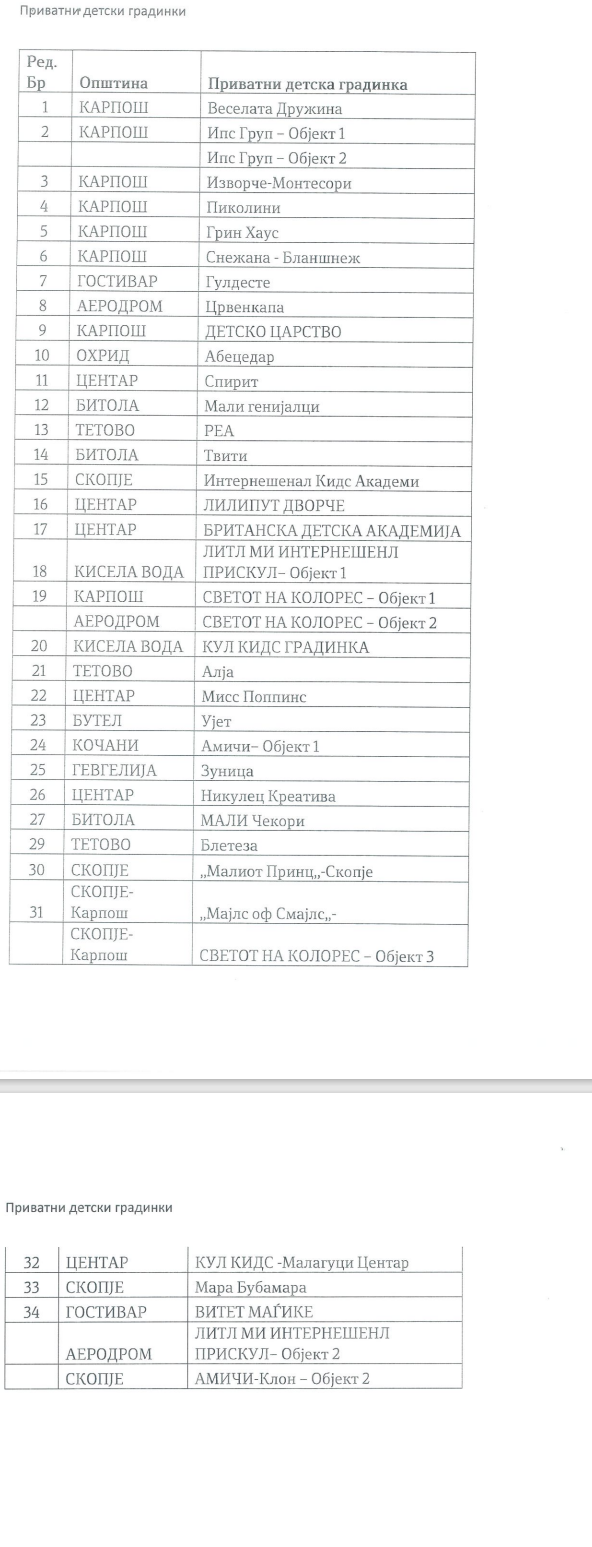 Приватни детски градинки
Ред.
Бр Општина Приватни детска градинка
1 КАРПОШ Веселата Дружина
2 КАРПОШ Ипс Груп – Објект 1
Ипс Груп – Објект 2
3 КАРПОШ Изворче-Монтесори
4 КАРПОШ Пиколини
5 КАРПОШ Грин Хаус
6 КАРПОШ Снежана - Бланшнеж
7 ГОСТИВАР Гулдесте
8 АЕРОДРОМ Црвенкапа
9 КАРПОШ ДЕТСКО ЦАРСТВО
10 ОХРИД Абецедар
11 ЦЕНТАР Спирит
12 БИТОЛА Мали генијалци
13 ТЕТОВО РЕА
14 БИТОЛА Твити
15 СКОПЈЕ Интернешенал Кидс Академи
16 ЦЕНТАР ЛИЛИПУТ ДВОРЧЕ
17 ЦЕНТАР БРИТАНСКА ДЕТСКА АКАДЕМИЈА
ЛИТЛ МИ ИНТЕРНЕШЕНЛ
18 КИСЕЛА ВОДА ПРИСКУЛ– Објект 1
19 КАРПОШ СВЕТОТ НА КОЛОРЕС – Објект 1
АЕРОДРОМ СВЕТОТ НА КОЛОРЕС – Објект 2
20 КИСЕЛА ВОДА КУЛ КИДС ГРАДИНКА
21 ТЕТОВО Алја
22 ЦЕНТАР Мисс Поппинс
23 БУТЕЛ Ујет
24 КОЧАНИ Амичи– Објект 1
25 ГЕВГЕЛИЈА Зуница
26 ЦЕНТАР Никулец Креатива
27 БИТОЛА МАЛИ Чекори
29 ТЕТОВО Блетеза
30 СКОПЈЕ „Малиот Принц„-Скопје
СКОПЈЕ-
31 Карпош „Мајлс оф Смајлс„-
СКОПЈЕ-
Карпош СВЕТОТ НА КОЛОРЕС – Објект 3
Приватни детски градинки
32 ЦЕНТАР КУЛ КИДС -Малагуци Центар
33 СКОПЈЕ Мара Бубамара
34 ГОСТИВАР ВИТЕТ МАЃИКЕ
ЛИТЛ МИ ИНТЕРНЕШЕНЛ
АЕРОДРОМ ПРИСКУЛ– Објект 2
СКОПЈЕ АМИЧИ-Клон – Објект 2